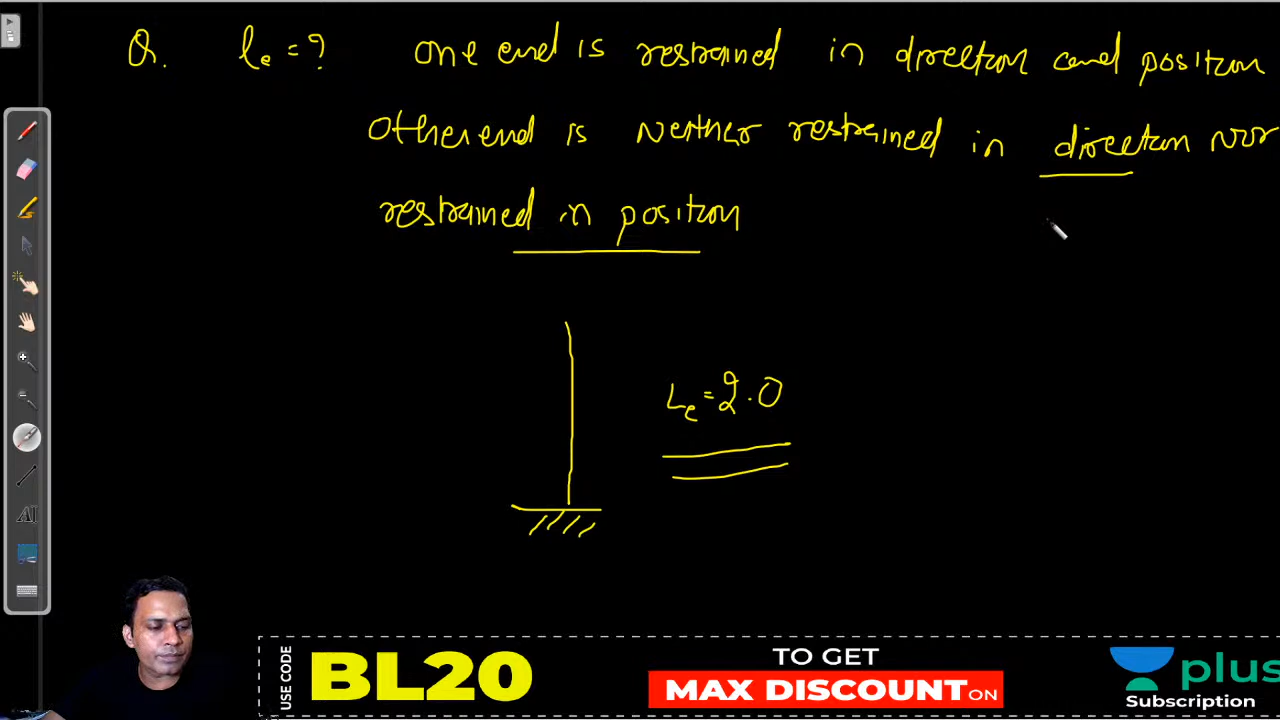 Q. le = ? One end is restrained in direction and position
Other end is Neither restrained in direction Nor
restrained in position
Le = 2.0
USE CODE
BL20
TO GET
MAX DISCOUNT ON
plus
Subscription